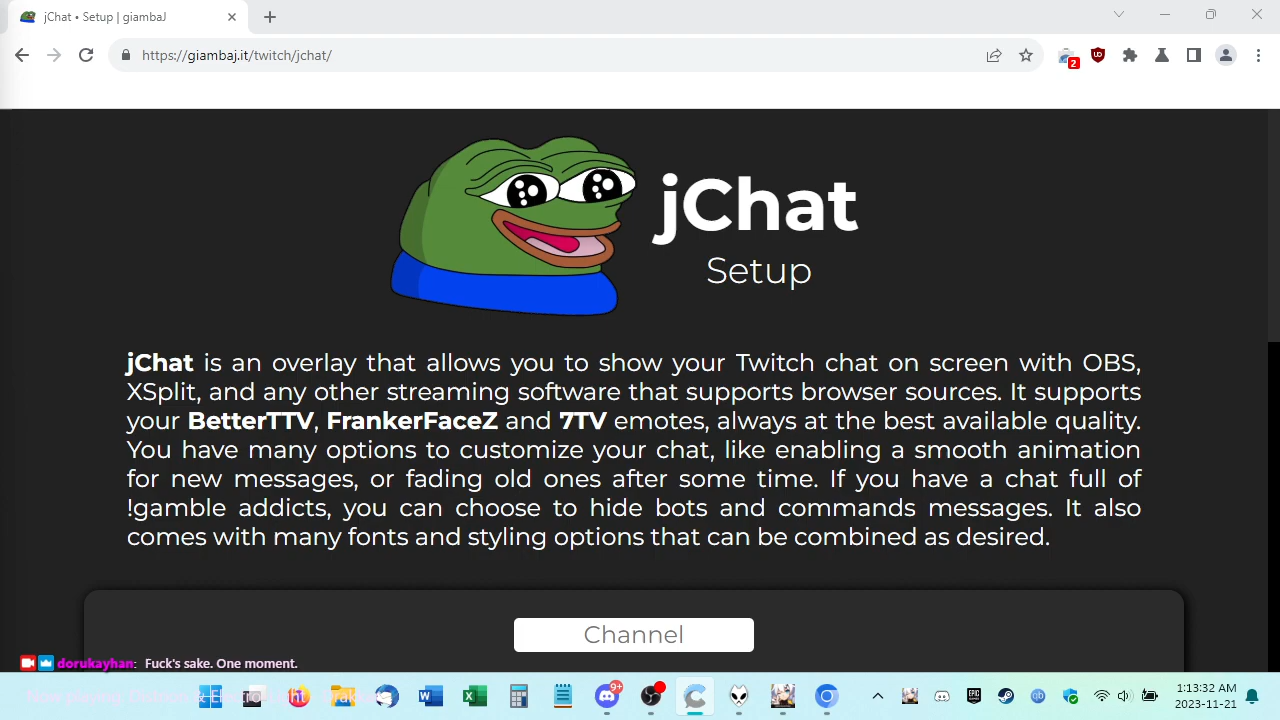 jChat • Setup | giambaJ
https://giambaj.it/twitch/jchat/
2
jChat
Setup
jChat is an overlay that allows you to show your Twitch chat on screen with OBS,
XSplit, and any other streaming software that supports browser sources. It supports
your BetterTTV, FrankerFaceZ and 7TV emotes, always at the best available quality.
You have many options to customize your chat, like enabling a smooth animation
for new messages, or fading old ones after some time. If you have a chat full of
!gamble addicts, you can choose to hide bots and commands messages. It also
comes with many fonts and styling options that can be combined as desired.
Channel
dorukayhan: Fuck's sake. One moment.
Now playing:
9+
1:13:32 AM
2023-11-21